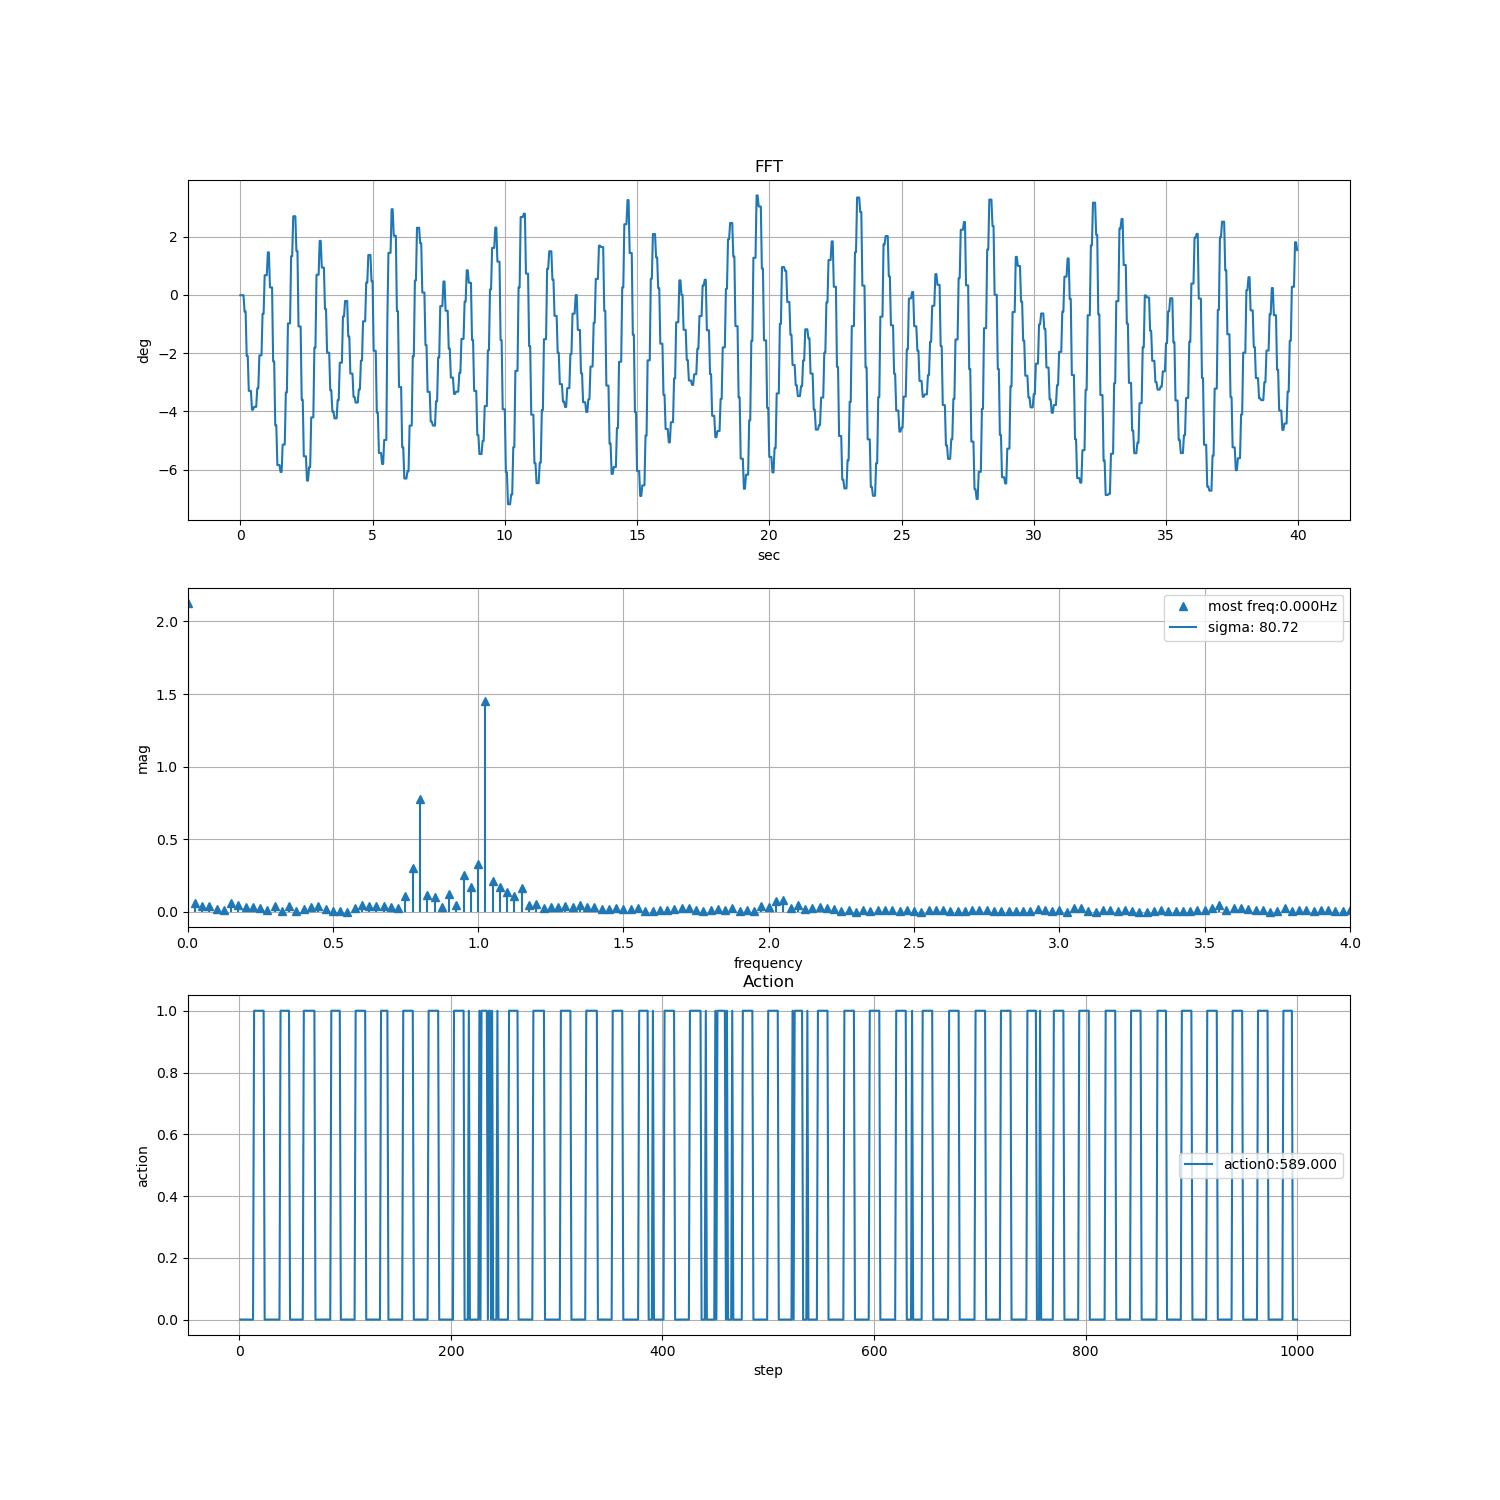 FFT
2
0
−2
−4
−6
deg
0 5 10 15 20 25 30 35 40
sec
most freq:0.000Hz
sigma: 80.72
2.0
1.5
1.0
0.5
0.0
mag
0.0 0.5 1.0 1.5 2.0 2.5 3.0 3.5 4.0
frequency
Action
1.0
0.8
0.6
0.4
0.2
0.0
action
action0:589.000
0 200 400 600 800 1000
step